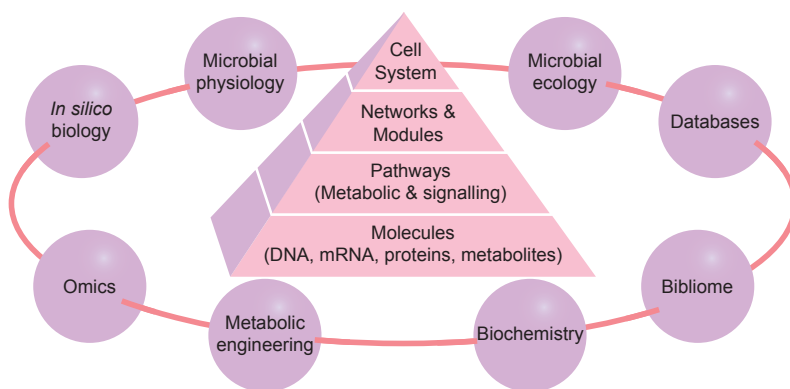 Cell
System
Microbial
physiology
Microbial
ecology
In silico
biology
Networks &
Modules
Databases
Pathways
(Metabolic & signalling)
Molecules
(DNA, mRNA, proteins, metabolites)
Omics
Bibliome
Metabolic
engineering
Biochemistry